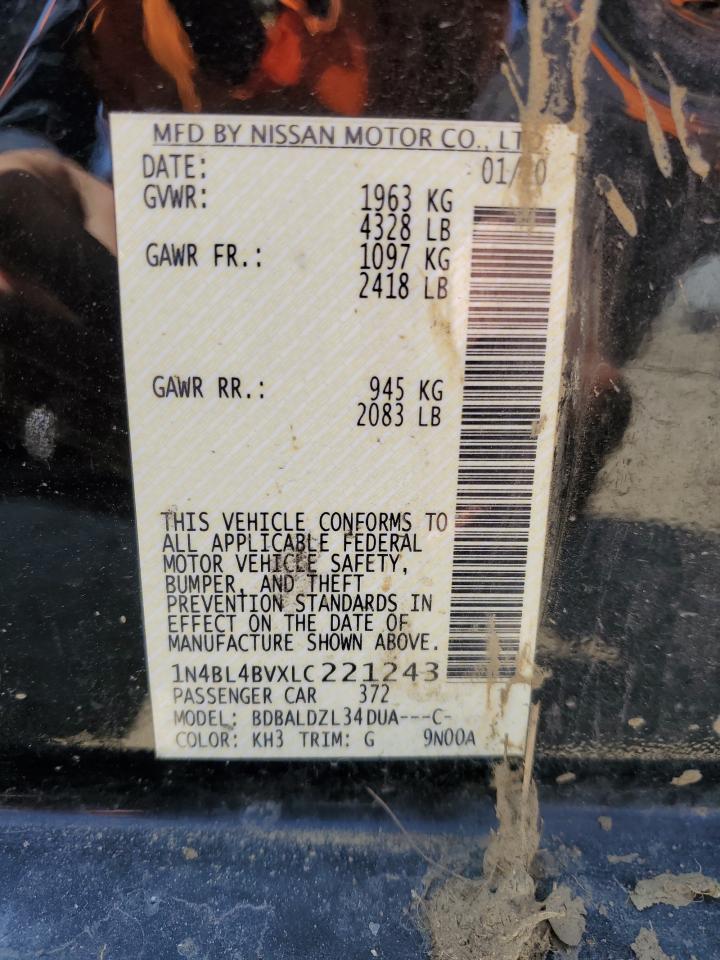 MFD BY NISSAN MOTOR CO., LTD
DATE:
GVWR: 1963 KG
4328 LB
GAWR FR.: 1097 KG
2418 LB
GAWR RR.: 945 KG
2083 LB
THIS VEHICLE CONFORMS TO
ALL APPLICABLE FEDERAL
MOTOR VEHICLE SAFETY,
BUMPER, AND THEFT
PREVENTION STANDARDS IN
EFFECT ON THE DATE OF
MANUFACTURE SHOWN ABOVE.
1N4BL4BVXLC221243
PASSENGER CAR 372
MODEL: BDBALDZL34DUA---C-
COLOR: KH3 TRIM: G 9N00A